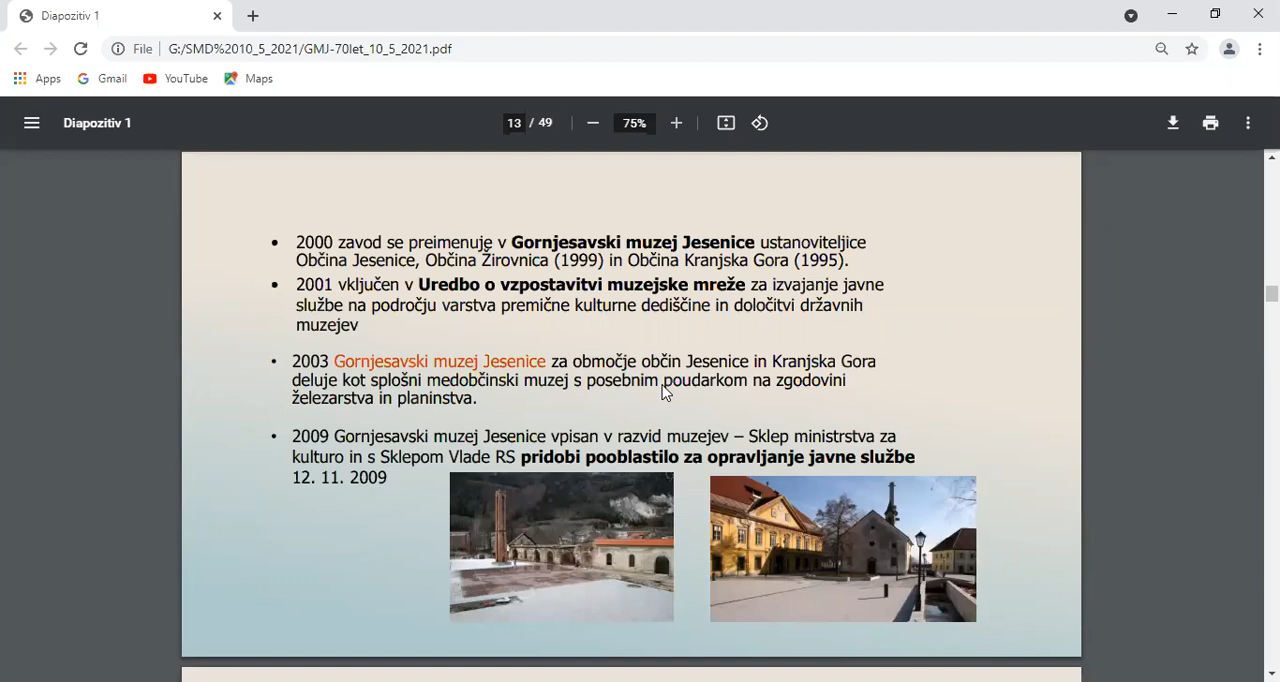 Diapozitiv 1
File
G:/SMD%2010_5_2021/GMJ-70let_10_5_2021.pdf
Apps
Gmail
YouTube
Maps
Diapozitiv 1
13 / 49
75%
• 2000 zavod se preimenuje v Gornjesavski muzej Jesenice ustanoviteljice
Občina Jesenice, Občina Žirovnica (1999) in Občina Kranjska Gora (1995).
• 2001 vključen v Uredbo o vzpostavitvi muzejske mreže za izvajanje javne
službe na področju varstva premične kulturne dediščine in določitvi državnih
muzejev
• 2003 Gornjesavski muzej Jesenice za območje občin Jesenice in Kranjska Gora
deluje kot splošni medobčinski muzej s posebnim poudarkom na zgodovini
železarstva in planinstva.
• 2009 Gornjesavski muzej Jesenice vpisan v razvid muzejev – Sklep ministrstva za
kulturo in s Sklepom Vlade RS pridobi pooblastilo za opravljanje javne službe
12. 11. 2009